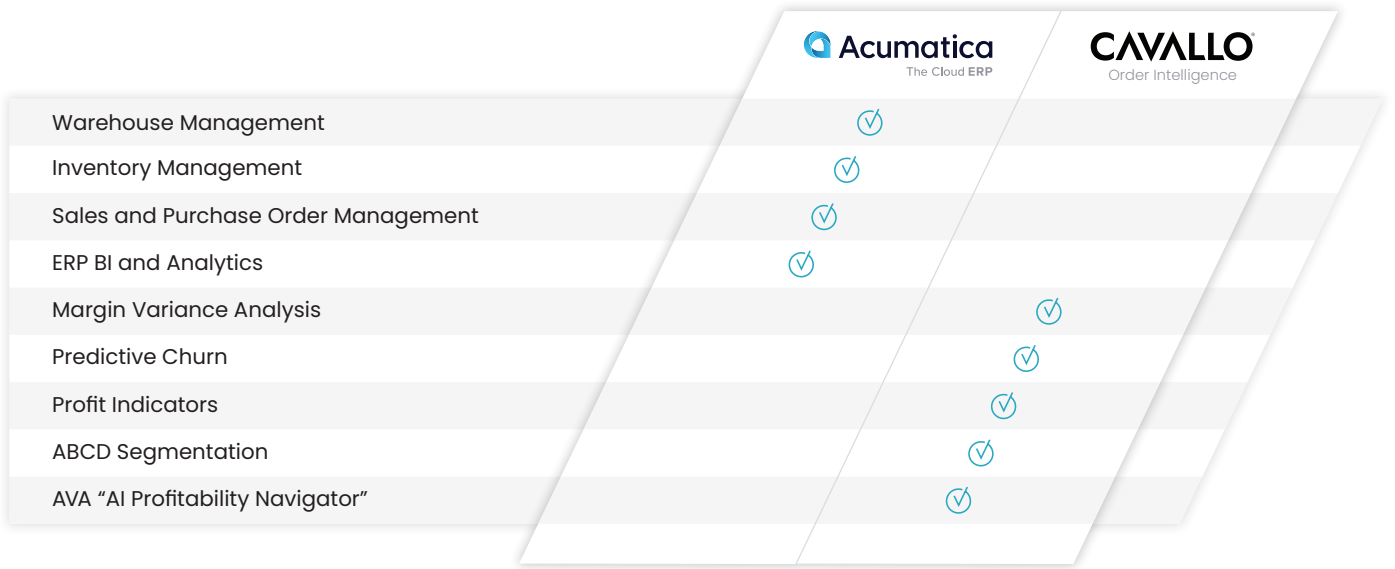 Acumatica
The Cloud ERP
CAVALLO®
Order Intelligence
Warehouse Management
Inventory Management
Sales and Purchase Order Management
ERP BI and Analytics
Margin Variance Analysis
Predictive Churn
Profit Indicators
ABCD Segmentation
AVA “AI Profitability Navigator”